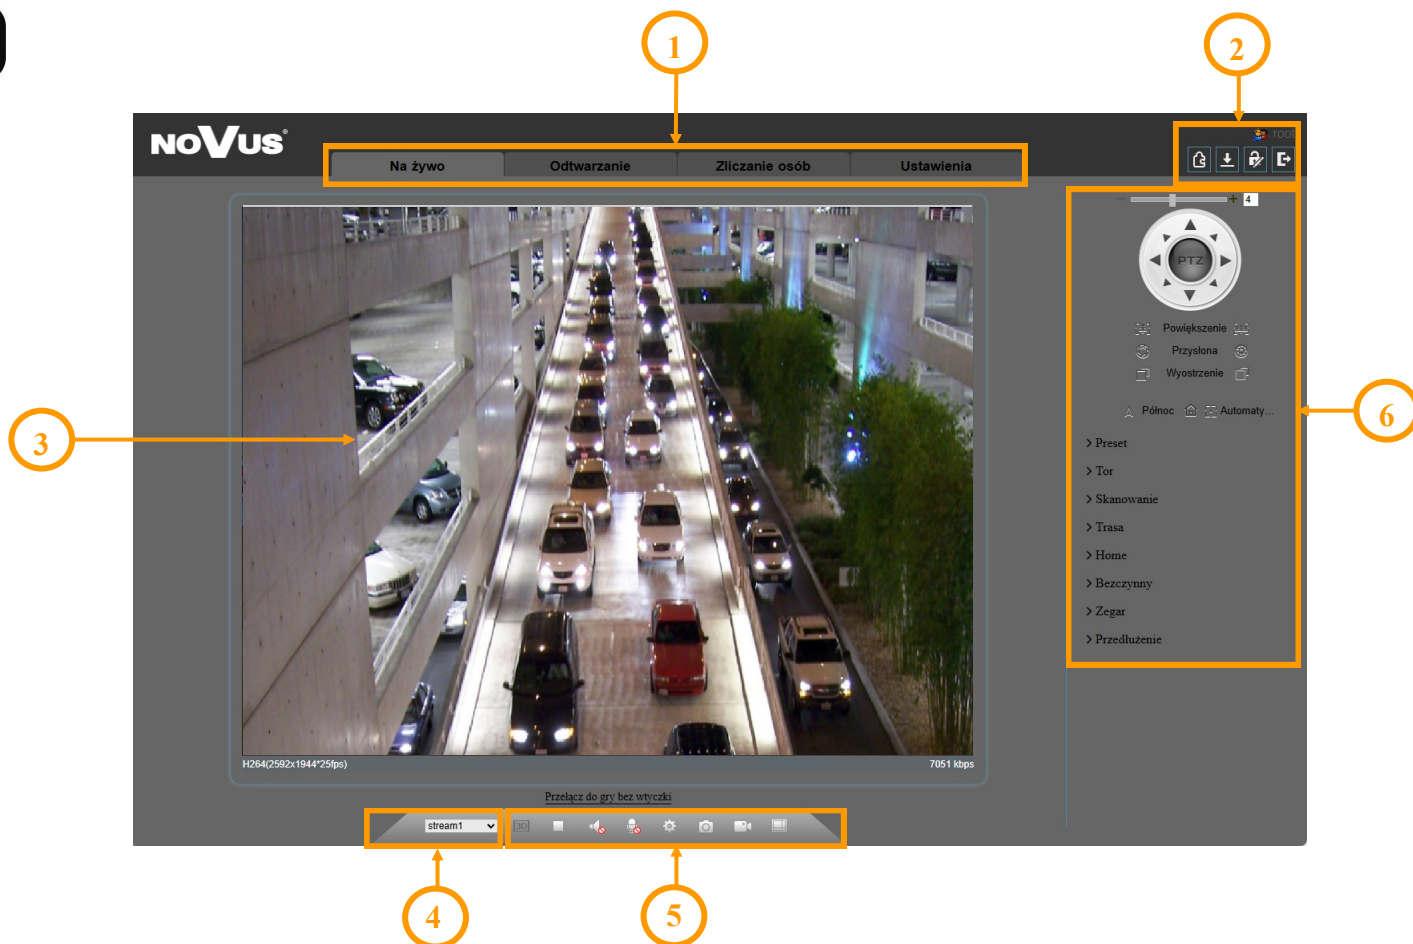 1
2
NOVUS®
root
Na żywo
Odtwarzanie
Zliczanie osób
Ustawienia
4
PTZ
Powiększenie
Przysłona
Wyostrzenie
Północ
Automaty...
> Preset
> Tor
> Skanowanie
> Trasa
> Home
> Bezczynny
> Zegar
> Przedłużenie
3
6
H264(2592x1944*25fps)
7051 kbps
Przełącz do gry bez wtyczki
stream1
3D
4
5